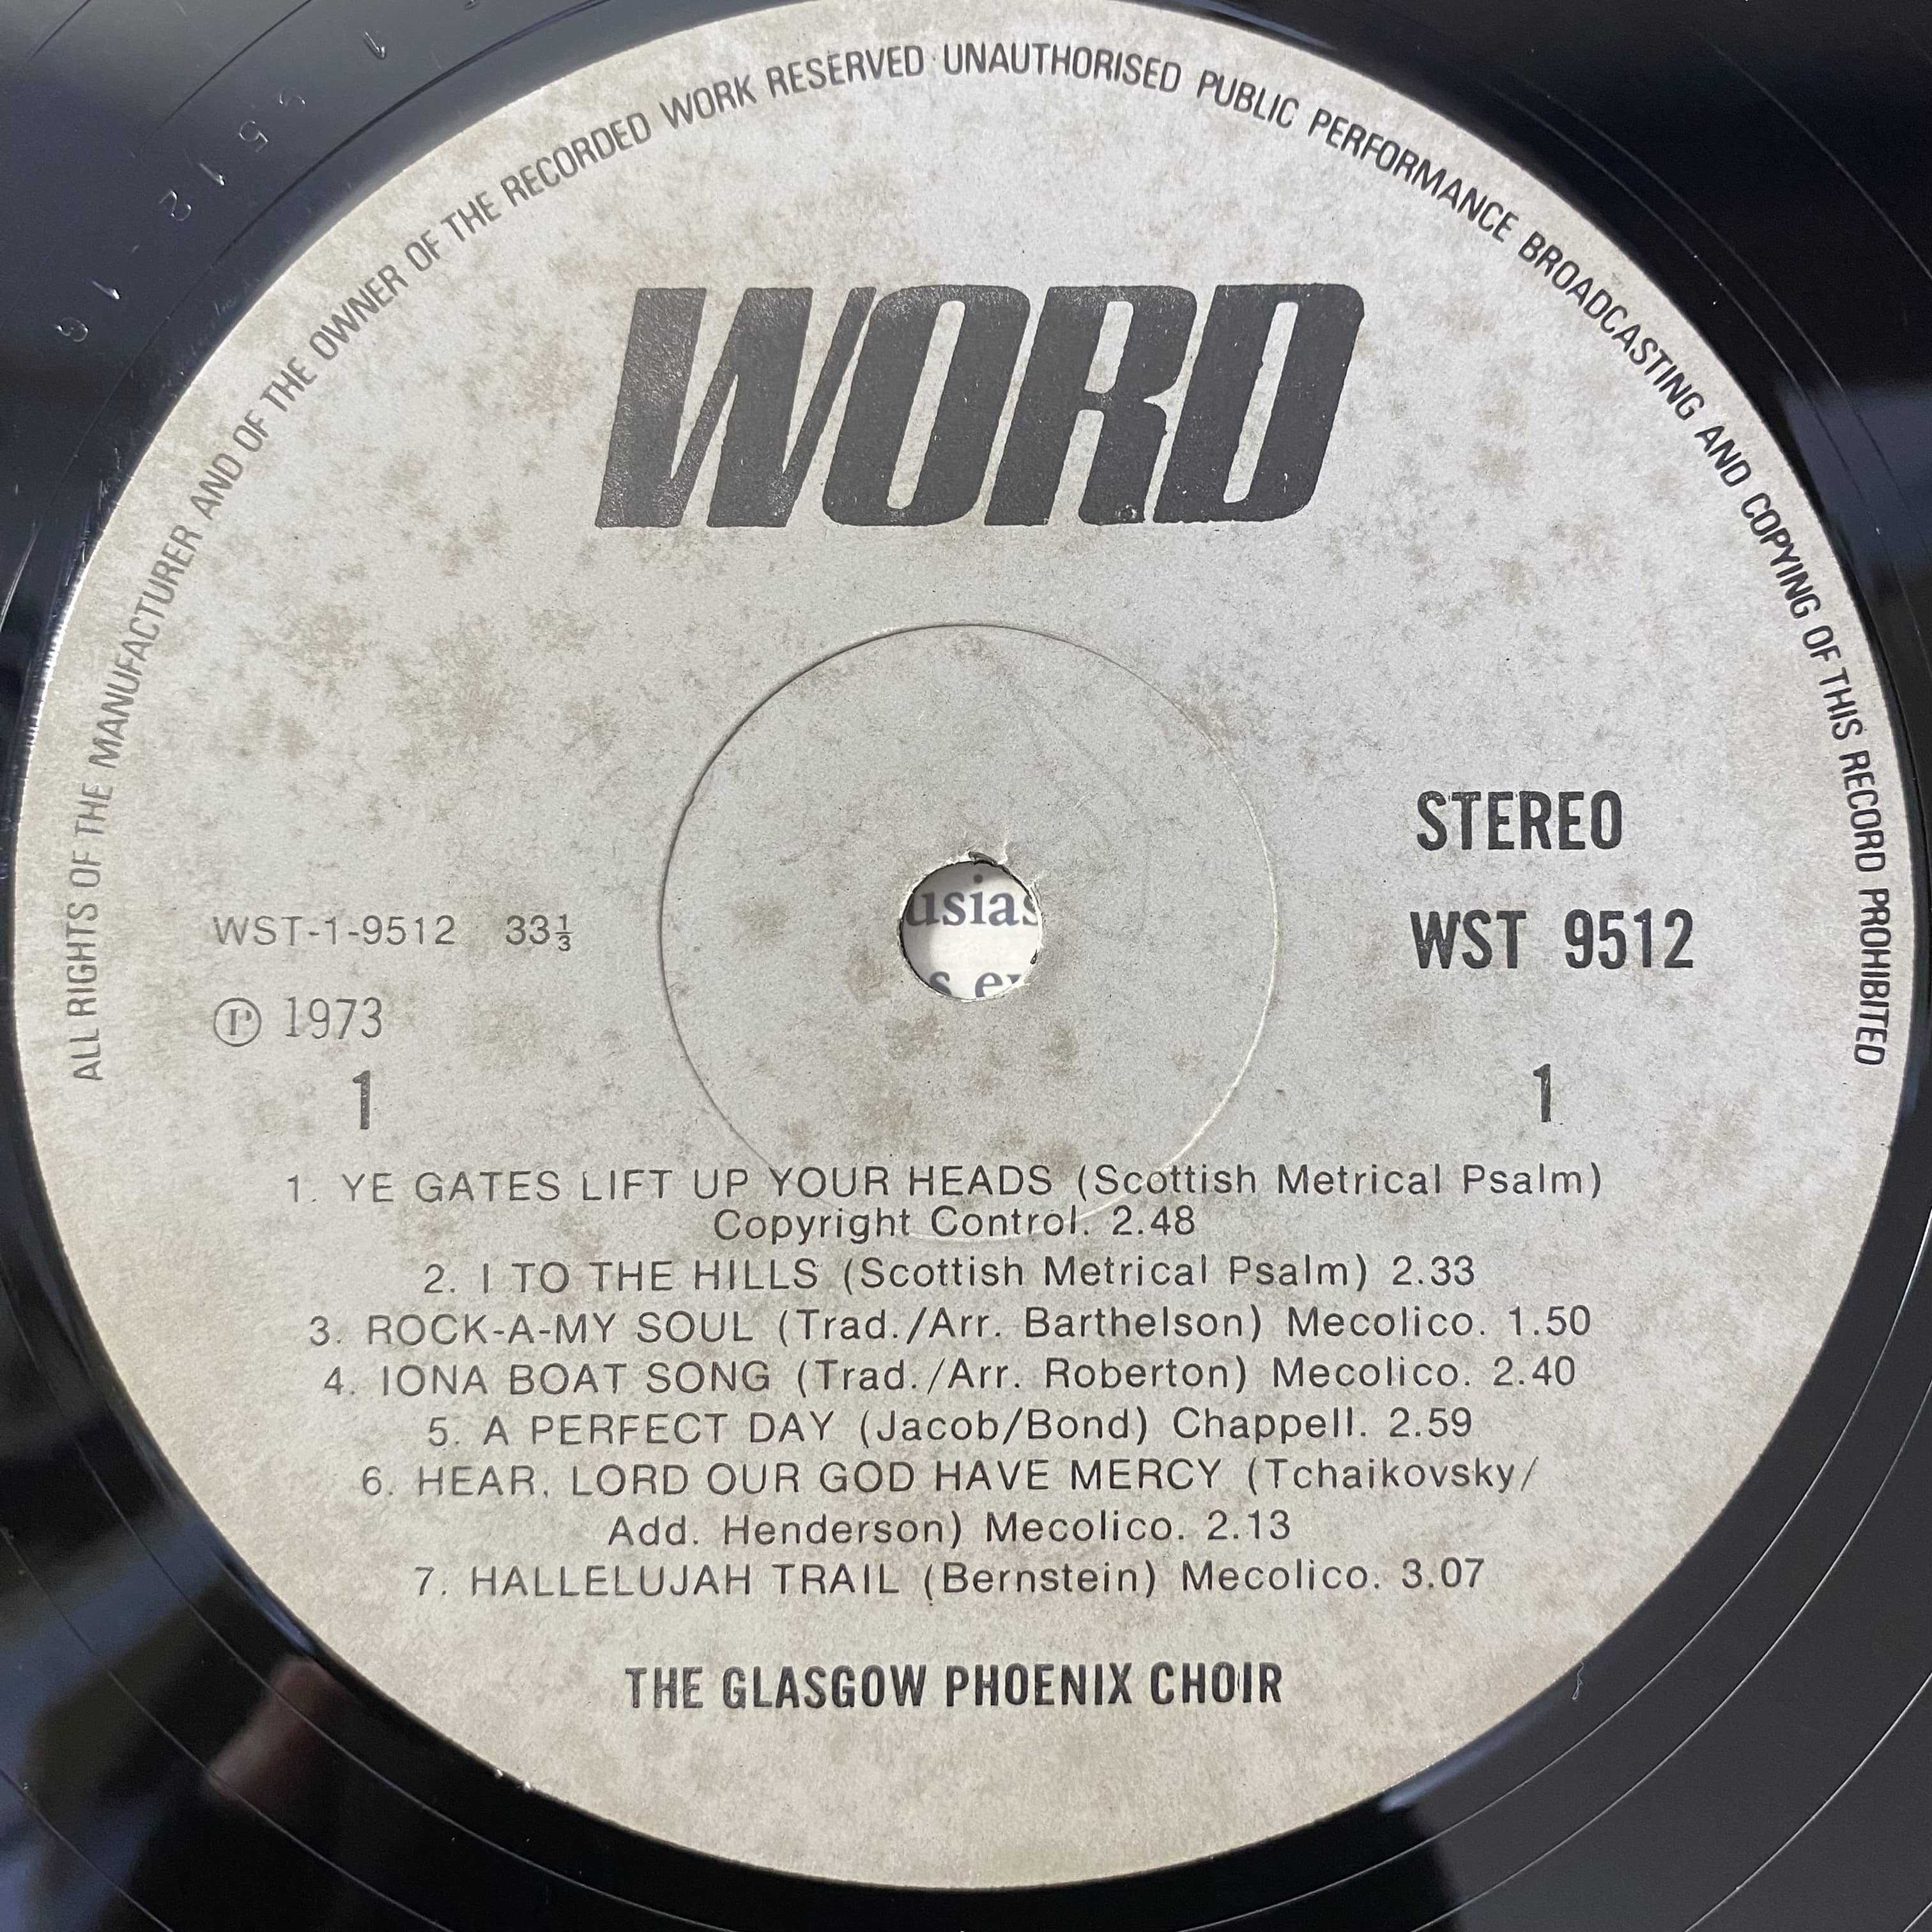 ALL RIGHTS OF THE MANUFACTURER AND OF THE OWNER OF THE RECORDED WORK RESERVED UNAUTHORISED PUBLIC PERFORMANCE BROADCASTING AND COPYING OF THIS RECORD PROHIBITED
WORD
STEREO
WST-1-9512 33⅓
WST 9512
℗ 1973
1
1
1. YE GATES LIFT UP YOUR HEADS (Scottish Metrical Psalm)
Copyright Control. 2.48
2. I TO THE HILLS (Scottish Metrical Psalm) 2.33
3. ROCK-A-MY SOUL (Trad./Arr. Barthelson) Mecolico. 1.50
4. IONA BOAT SONG (Trad./Arr. Roberton) Mecolico. 2.40
5. A PERFECT DAY (Jacob/Bond) Chappell. 2.59
6. HEAR, LORD OUR GOD HAVE MERCY (Tchaikovsky/
Add. Henderson) Mecolico. 2.13
7. HALLELUJAH TRAIL (Bernstein) Mecolico. 3.07
THE GLASGOW PHOENIX CHOIR